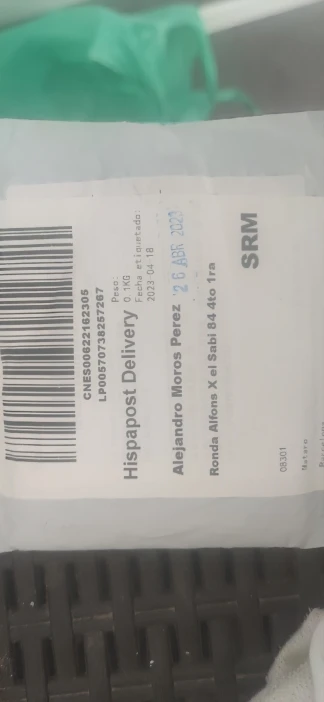 CNES00622162305
LP00570738257267
Hispapost Delivery
Peso:
0.1KG
Fecha etiquetado:
2023 04 18
Alejandro Moros Perez
26 ABR 2023
Ronda Alfons X el Sabi 84 4to 1ra
SRM
08301
Mataro